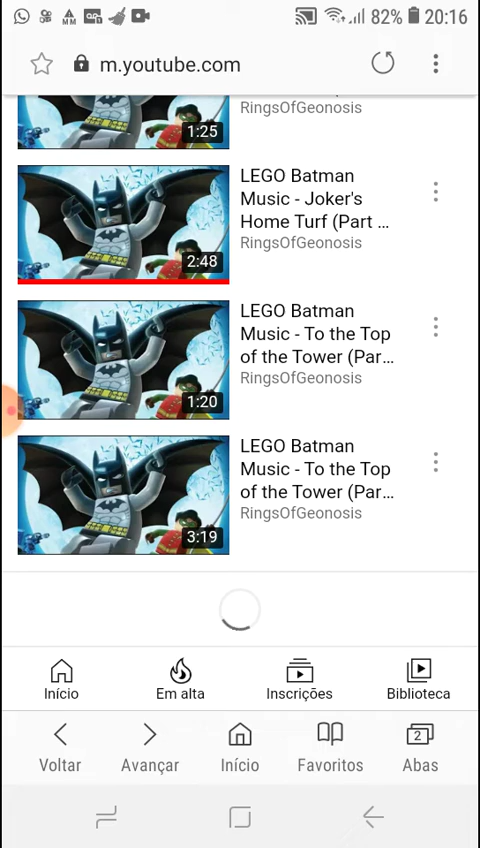 82% 20:16
m.youtube.com
1:25
RingsOfGeonosis
LEGO Batman
Music - Joker's
Home Turf (Part ...
RingsOfGeonosis
2:48
LEGO Batman
Music - To the Top
of the Tower (Par...
RingsOfGeonosis
1:20
LEGO Batman
Music - To the Top
of the Tower (Par...
RingsOfGeonosis
3:19
Início Em alta Inscrições Biblioteca
2
Voltar Avançar Início Favoritos Abas